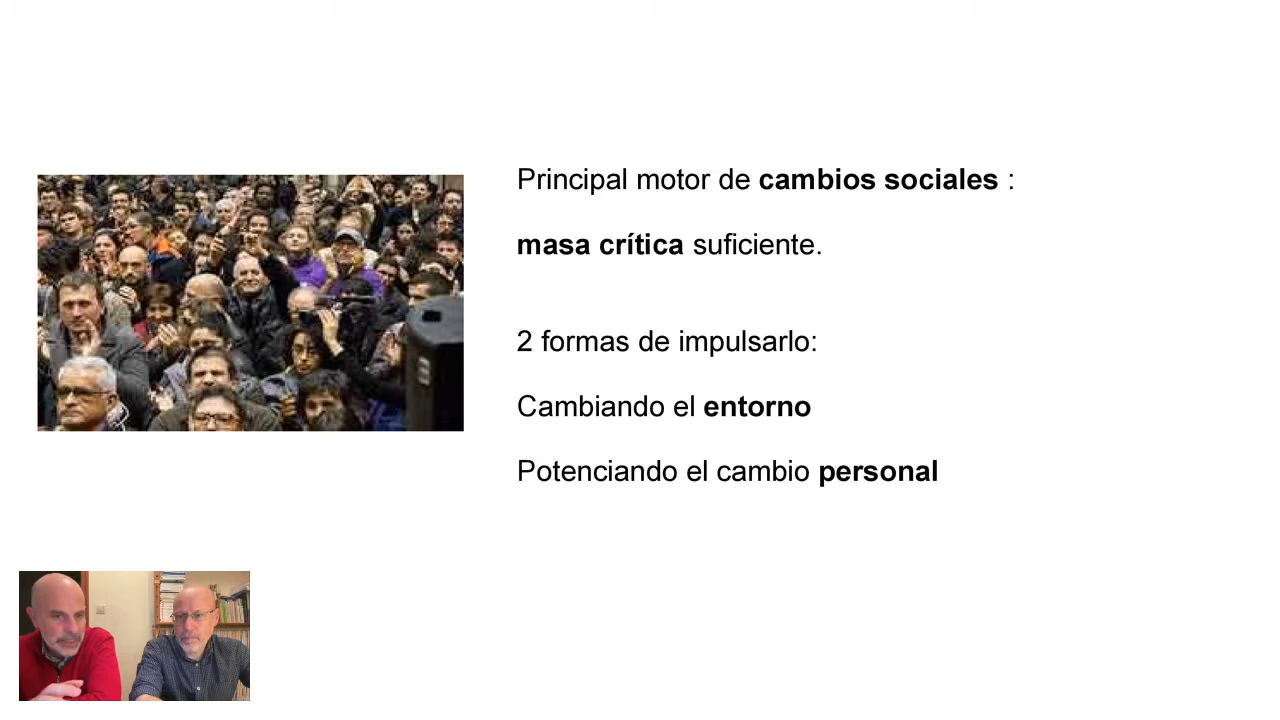 Principal motor de cambios sociales :
masa crítica suficiente.
2 formas de impulsarlo:
Cambiando el entorno
Potenciando el cambio personal